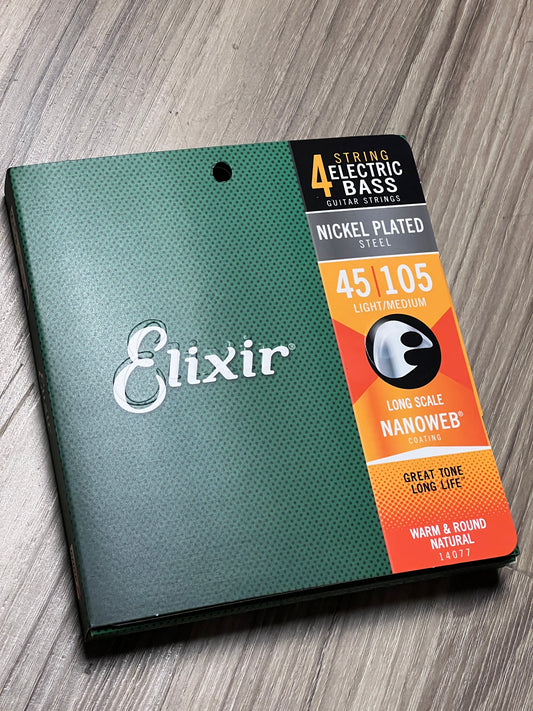 4 STRING
ELECTRIC
BASS
GUITAR STRINGS
NICKEL PLATED
STEEL
45|105
LIGHT/MEDIUM
Elixir®
LONG SCALE
NANOWEB®
COATING
GREAT TONE
LONG LIFE™
WARM & ROUND
NATURAL
14077